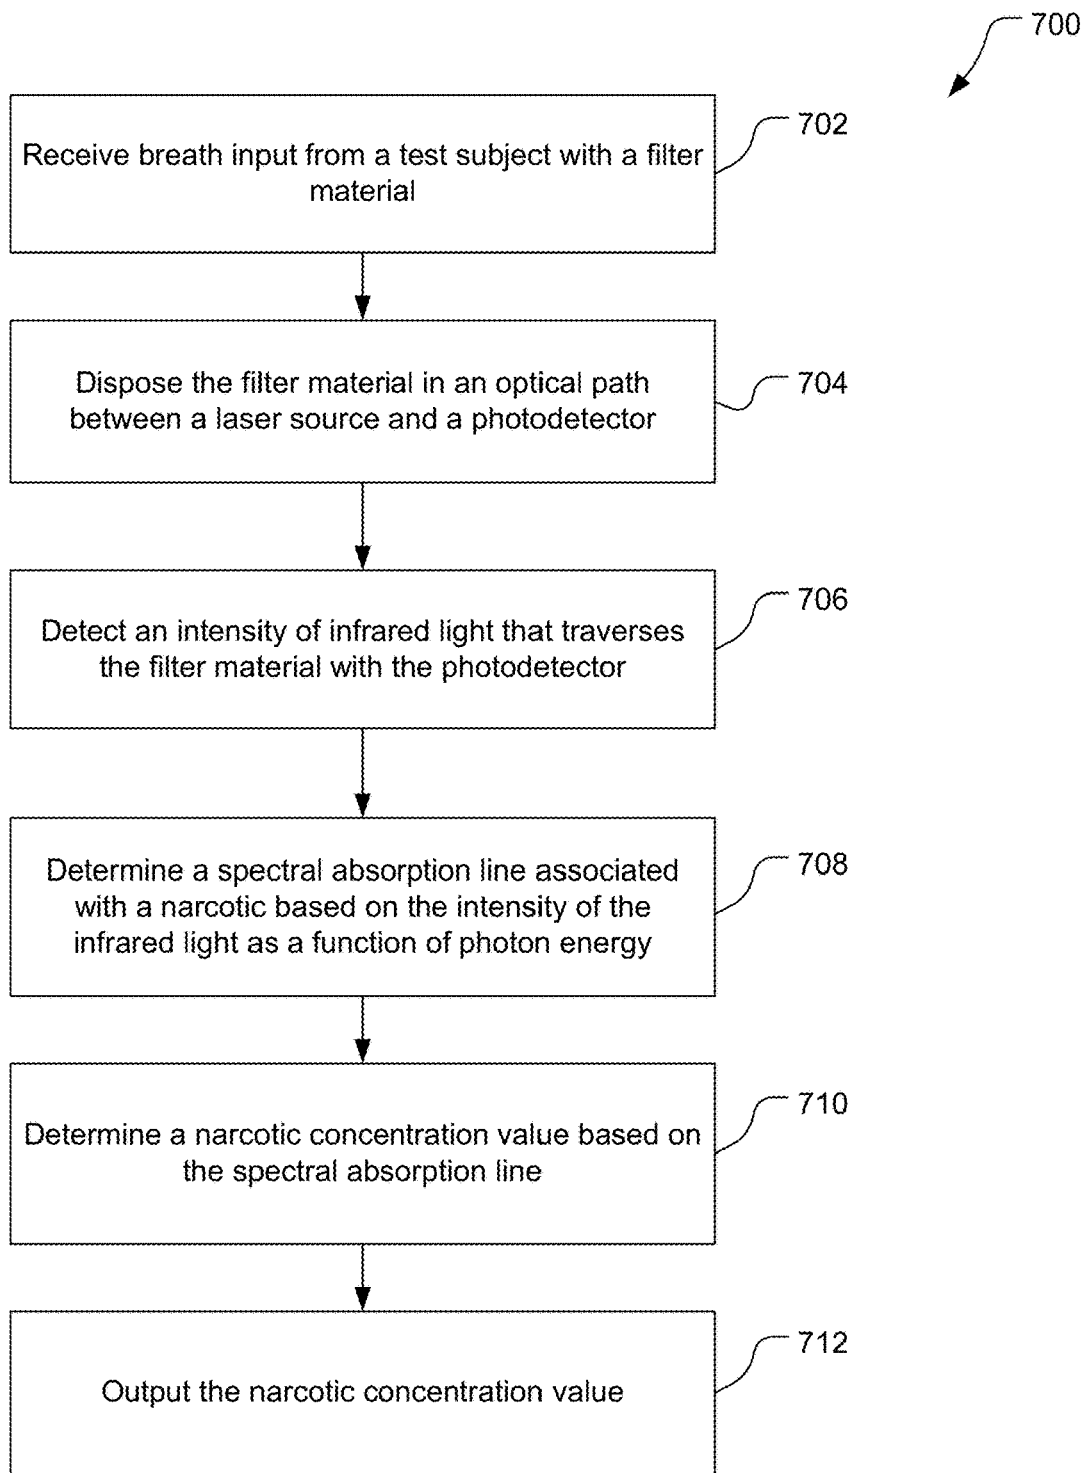 700
702
Receive breath input from a test subject with a filter
material
704
Dispose the filter material in an optical path
between a laser source and a photodetector
706
Detect an intensity of infrared light that traverses
the filter material with the photodetector
708
Determine a spectral absorption line associated
with a narcotic based on the intensity of the
infrared light as a function of photon energy
710
Determine a narcotic concentration value based on
the spectral absorption line
712
Output the narcotic concentration value